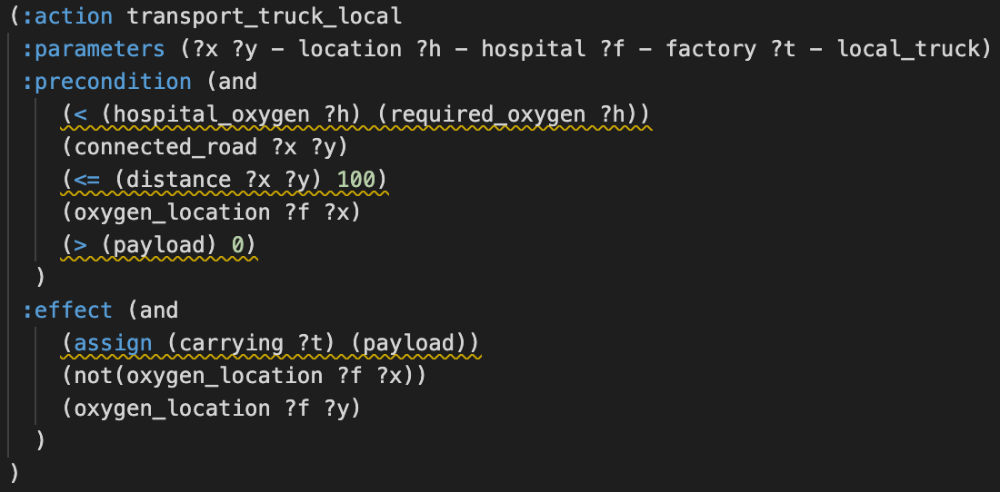 (:action transport_truck_local
:parameters (?x ?y – location ?h – hospital ?f – factory ?t – local_truck)
:precondition (and
(< (hospital_oxygen ?h) (required_oxygen ?h))
(connected_road ?x ?y)
(<= (distance ?x ?y) 100)
(oxygen_location ?f ?x)
(> (payload) 0)
)
:effect (and
(assign (carrying ?t) (payload))
(not(oxygen_location ?f ?x))
(oxygen_location ?f ?y)
)
)